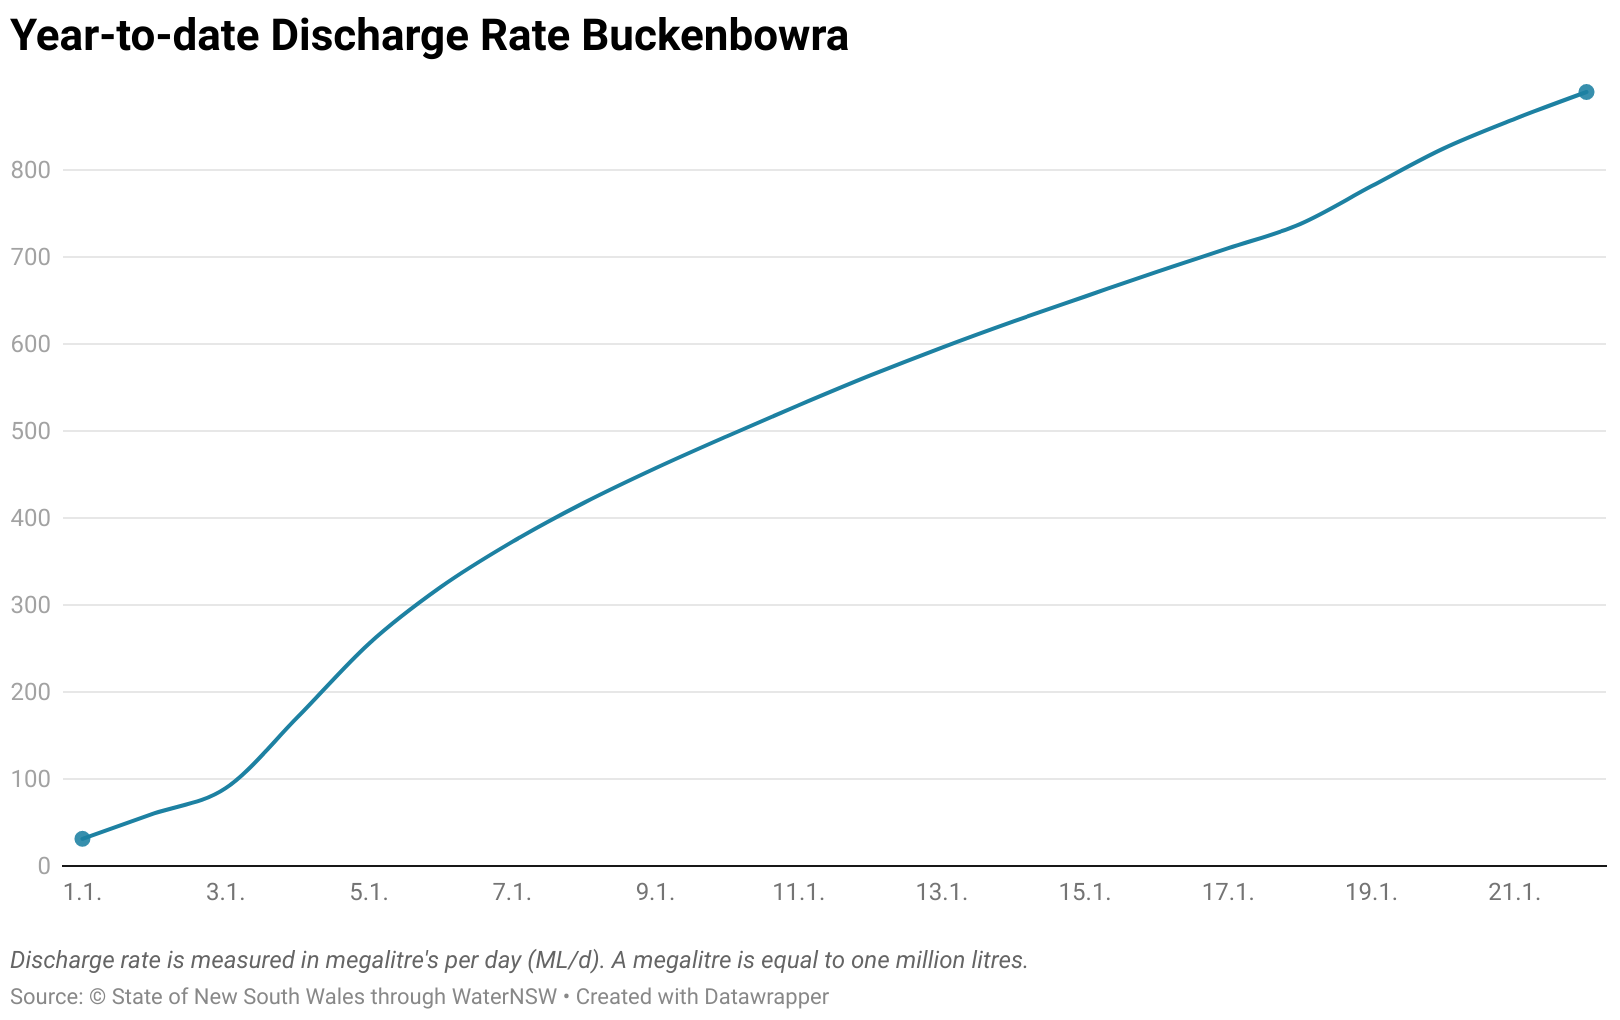 Year-to-date Discharge Rate Buckenbowra
800
700
600
500
400
300
200
100
0
1.1. 3.1. 5.1. 7.1. 9.1. 11.1. 13.1. 15.1. 17.1. 19.1. 21.1.
Discharge rate is measured in megalitre's per day (ML/d). A megalitre is equal to one million litres.
Source: © State of New South Wales through WaterNSW • Created with Datawrapper